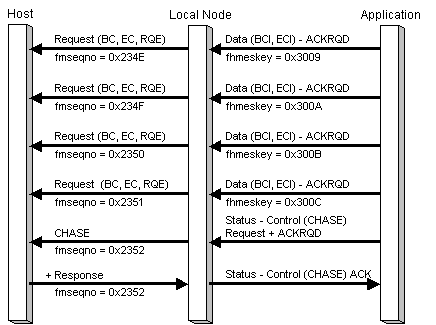 Host Local Node Application
Request (BC, EC, RQE) Data (BCI, ECI) - ACKRQD
fmseqno = 0x234E fhmeskey = 0x3009
Request (BC, EC, RQE) Data (BCI, ECI) - ACKRQD
fmseqno = 0x234F fhmeskey = 0x300A
Request (BC, EC, RQE) Data (BCI, ECI) - ACKRQD
fmseqno = 0x2350 fhmeskey = 0x300B
Request (BC, EC, RQE) Data (BCI, ECI) - ACKRQD
fmseqno = 0x2351 fhmeskey = 0x300C
Status - Control (CHASE)
CHASE Request + ACKRQD
fmseqno = 0x2352
+ Response Status - Control (CHASE) ACK
fmseqno = 0x2352